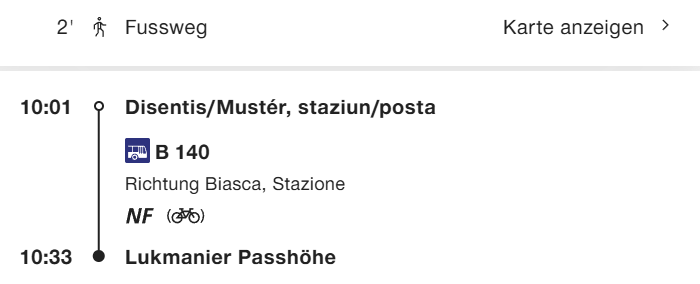 2' Fussweg Karte anzeigen
10:01 Disentis/Mustér, staziun/posta
B 140
Richtung Biasca, Stazione
NF
10:33 Lukmanier Passhöhe